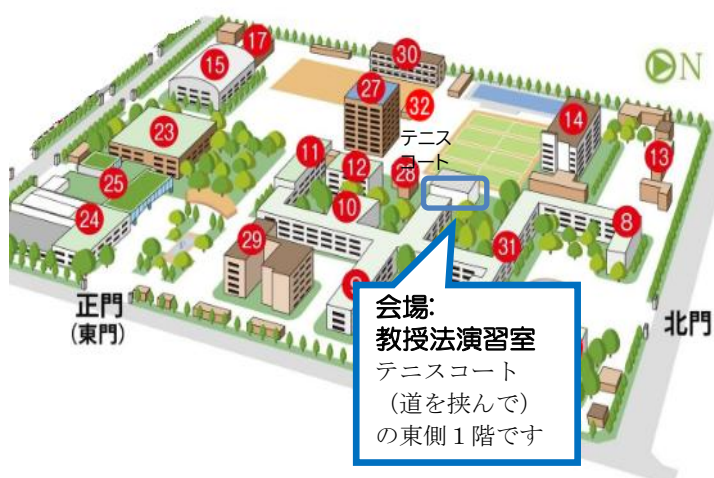 17
15
30
N
27
32
14
23
テニス
コート
11
12
28
13
25
10
8
24
29
31
9
正門
(東門)
北門
会場:
教授法演習室
テニスコート
(道を挟んで)
の東側1階です